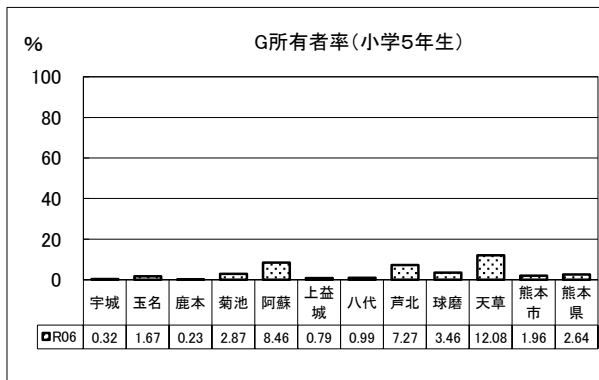 % G所有者率(小学5年生)
100
80
60
40
20
0
宇城 玉名 鹿本 菊池 阿蘇 上益城 八代 芦北 球磨 天草 熊本市 熊本県
R06 0.32 1.67 0.23 2.87 8.46 0.79 0.99 7.27 3.46 12.08 1.96 2.64